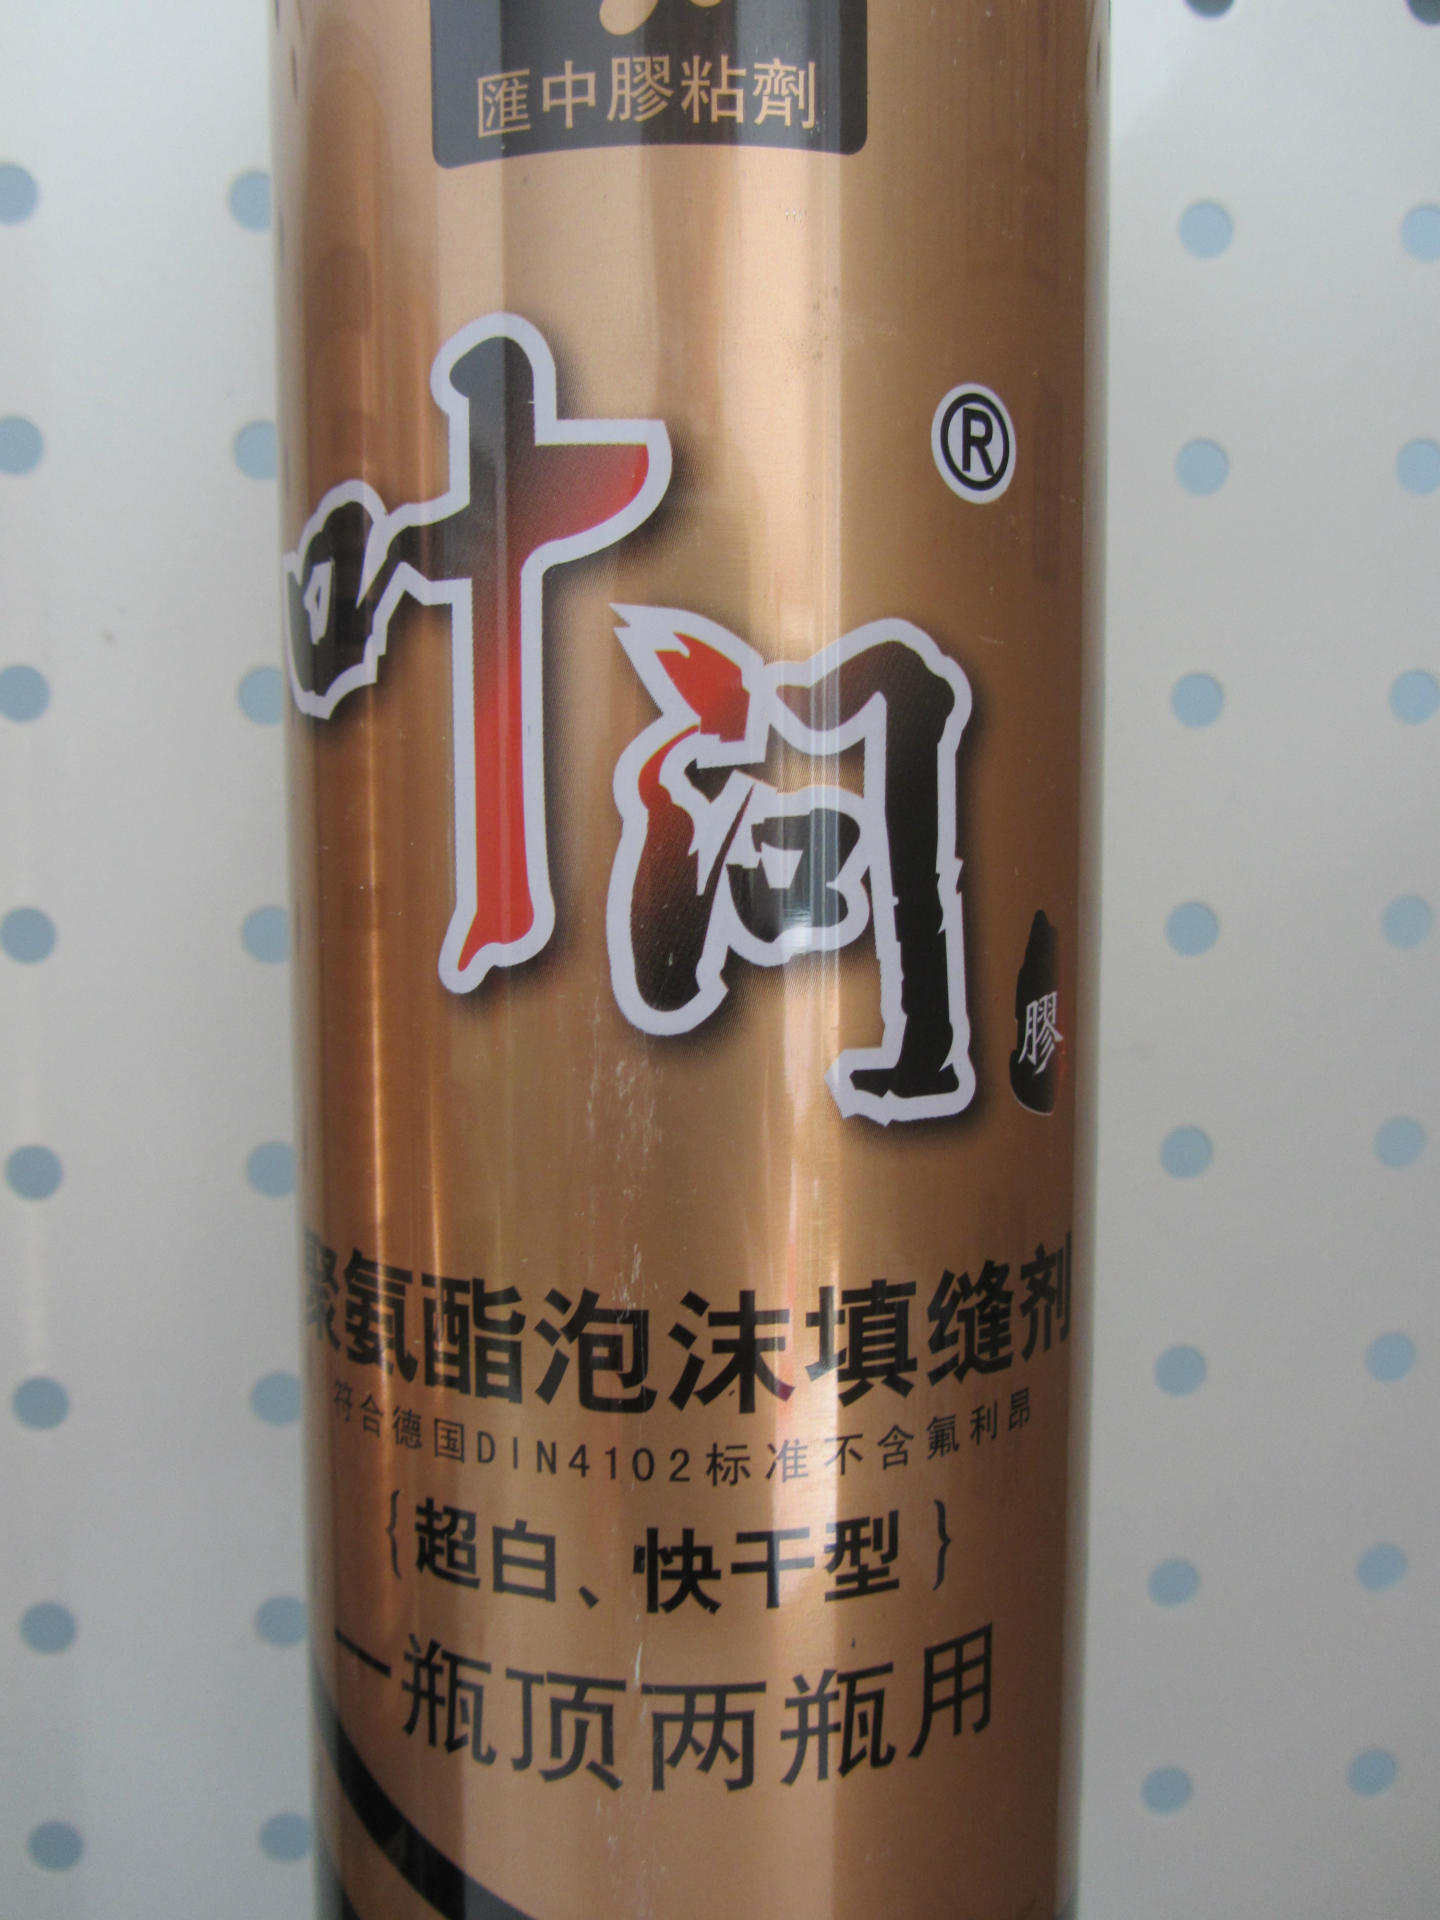 匯中膠粘劑
叶问
®
膠
聚氨酯泡沫填缝剂
符合德国DIN4102标准不含氟利昂
{超白、快干型}
一瓶顶两瓶用